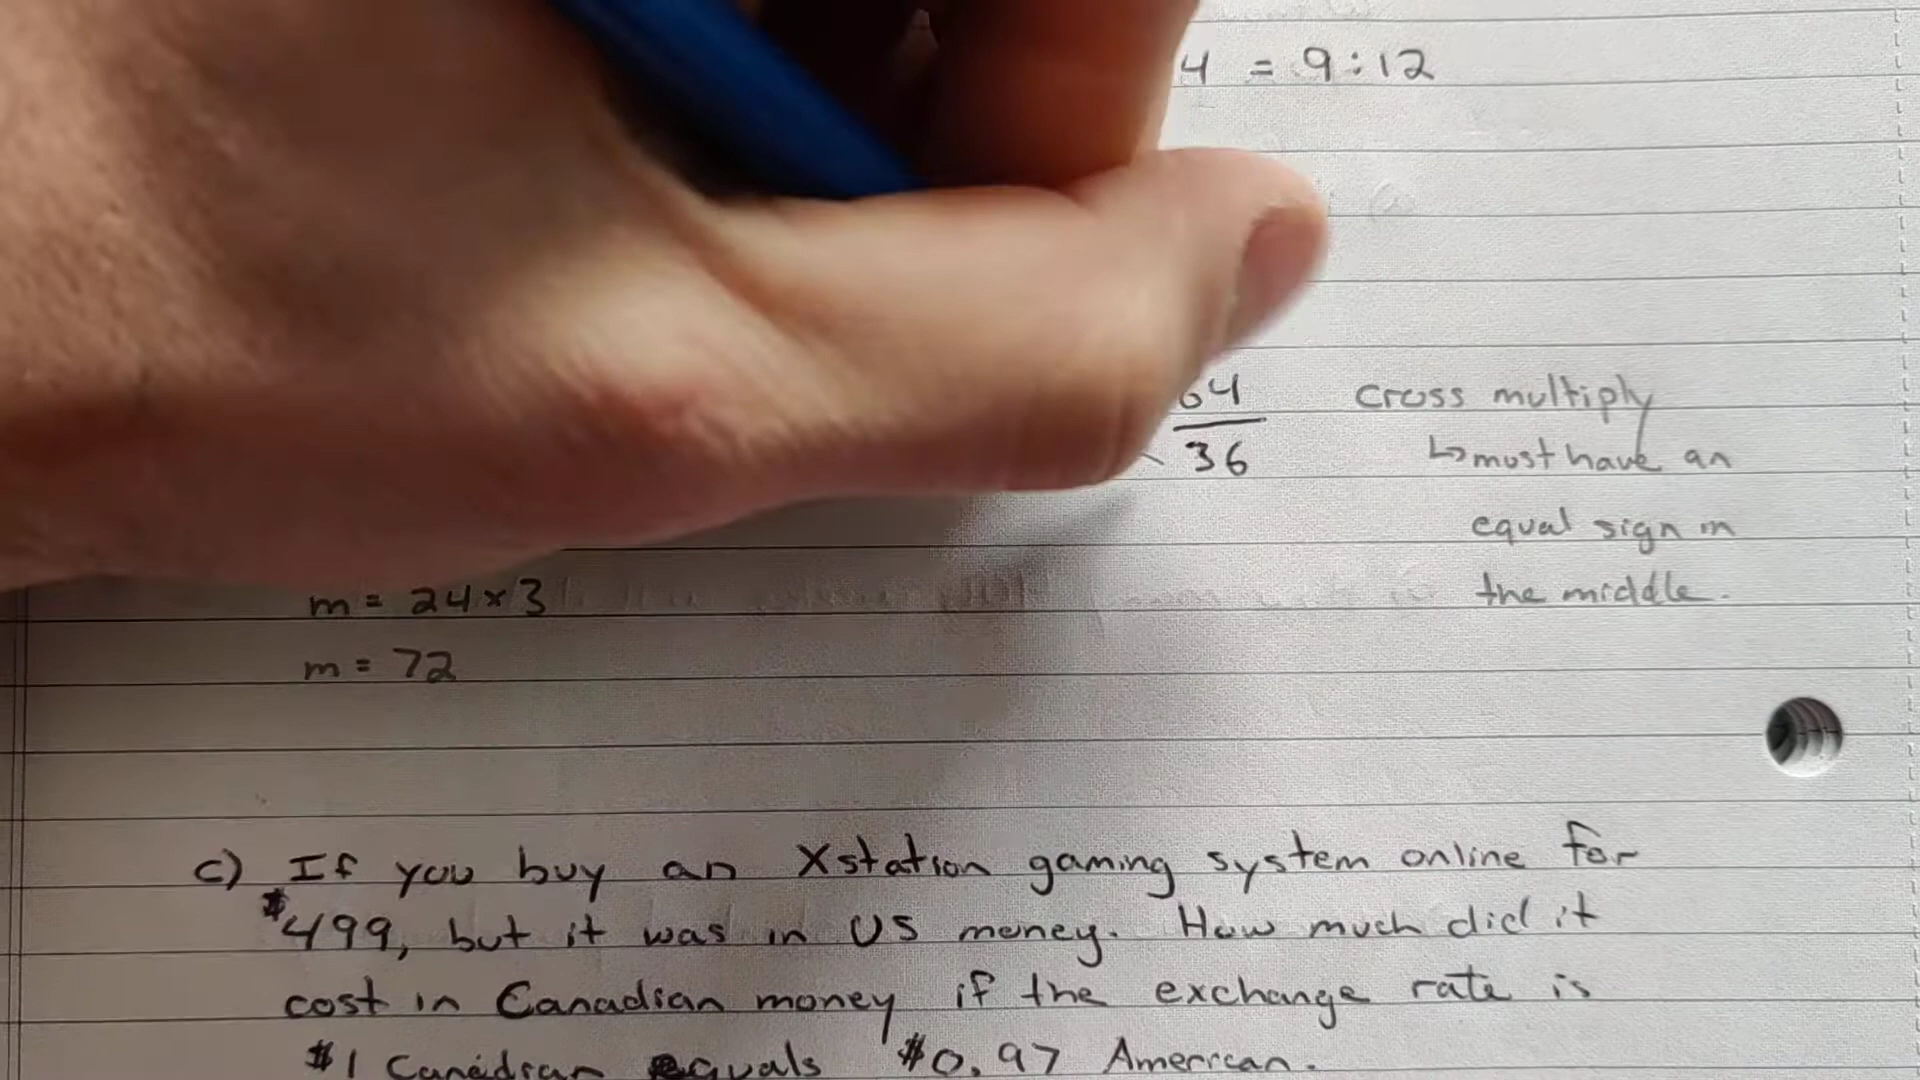 4 = 9:12
64
36
cross multiply
↳ must have an
equal sign in
the middle.
m = 24 x 3
m = 72
c) If you buy an Xstation gaming system online for
$499, but it was in US money. How much did it
cost in Canadian money if the exchange rate is
$1 Canadian equals $0.97 American.